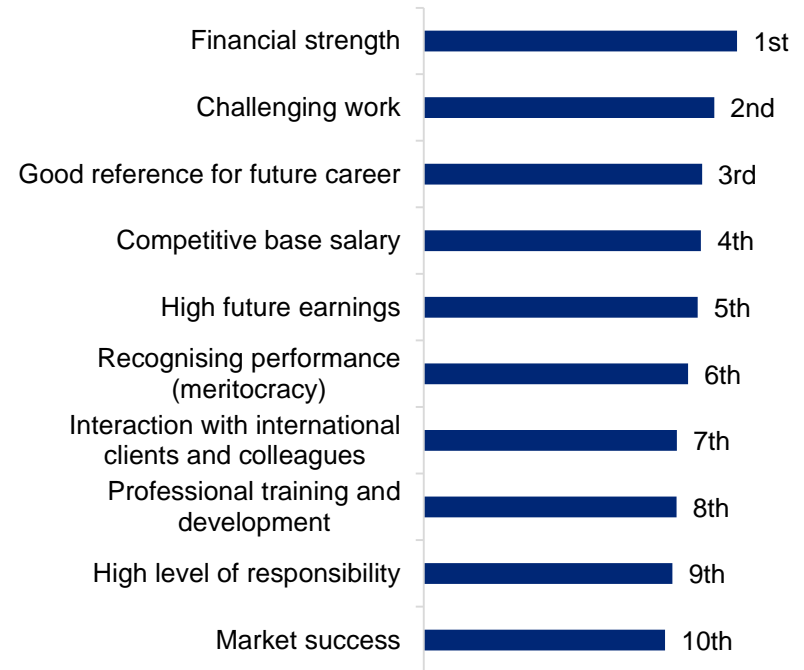 Financial strength 1st
Challenging work 2nd
Good reference for future career 3rd
Competitive base salary 4th
High future earnings 5th
Recognising performance
(meritocracy) 6th
Interaction with international
clients and colleagues 7th
Professional training and
development 8th
High level of responsibility 9th
Market success 10th